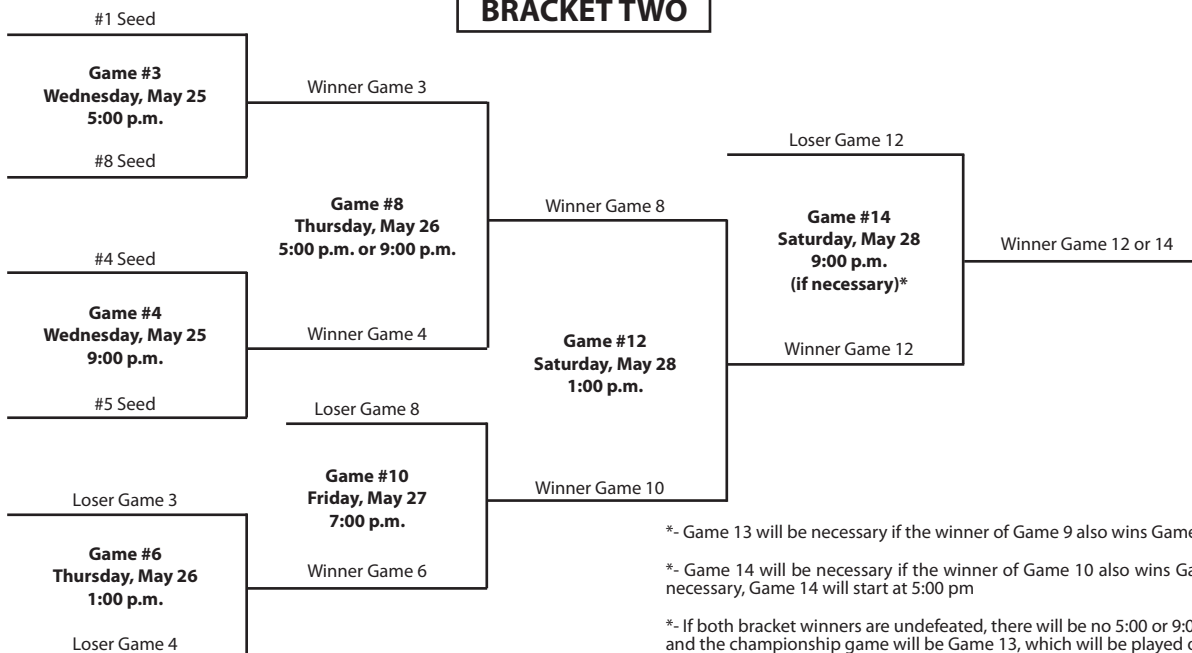 BRACKET TWO
#1 Seed
Game #3
Wednesday, May 25
5:00 p.m.
#8 Seed
#4 Seed
Game #4
Wednesday, May 25
9:00 p.m.
#5 Seed
Loser Game 3
Game #6
Thursday, May 26
1:00 p.m.
Loser Game 4
Winner Game 3
Game #8
Thursday, May 26
5:00 p.m. or 9:00 p.m.
Winner Game 4
Loser Game 8
Game #10
Friday, May 27
7:00 p.m.
Winner Game 6
Winner Game 8
Game #12
Saturday, May 28
1:00 p.m.
Winner Game 10
Loser Game 12
Game #14
Saturday, May 28
9:00 p.m.
(if necessary)*
Winner Game 12
Winner Game 12 or 14
*- Game 13 will be necessary if the winner of Game 9 also wins Game
*- Game 14 will be necessary if the winner of Game 10 also wins
necessary, Game 14 will start at 5:00 pm
*- If both bracket winners are undefeated, there will be no 5:00 or
and the championship game will be Game 13, which will be played